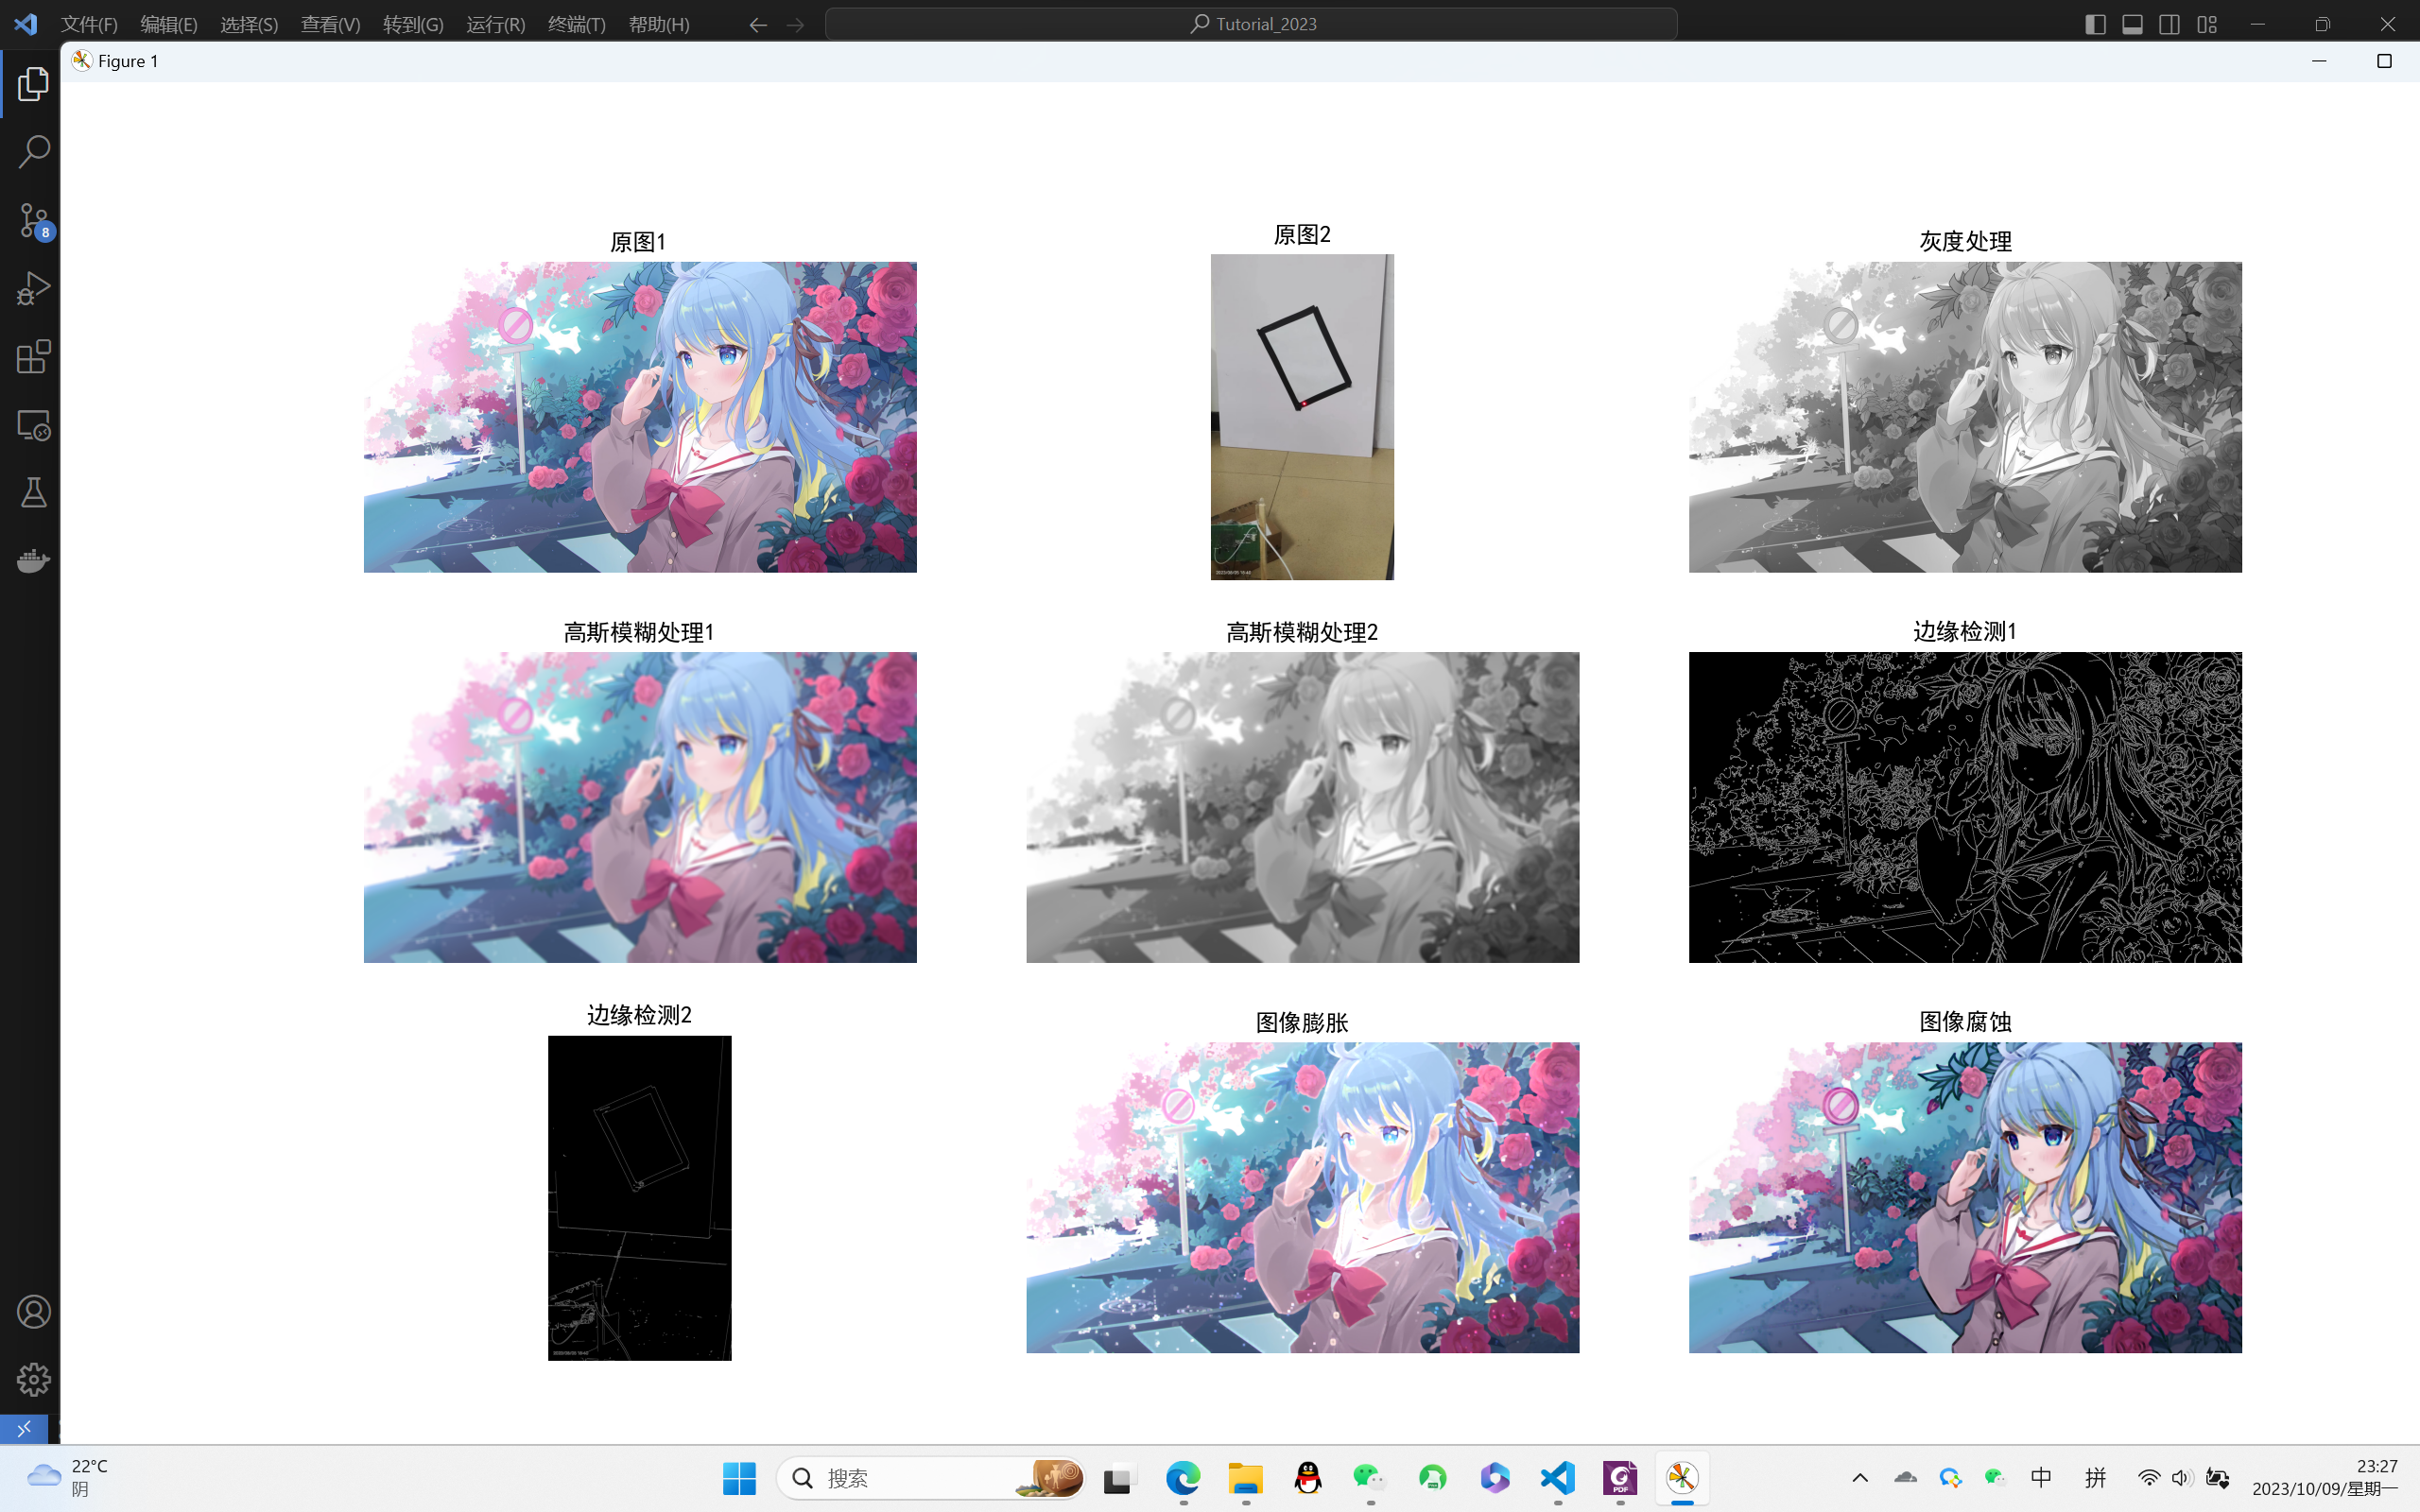 文件(F) 编辑(E) 选择(S) 查看(V) 转到(G) 运行(R) 终端(T) 帮助(H) Tutorial_2023
Figure 1
8
原图1
原图2
灰度处理
高斯模糊处理1
高斯模糊处理2
边缘检测1
边缘检测2
图像膨胀
图像腐蚀
22°C
阴
搜索
PDF
中
拼
23:27
2023/10/09/星期一